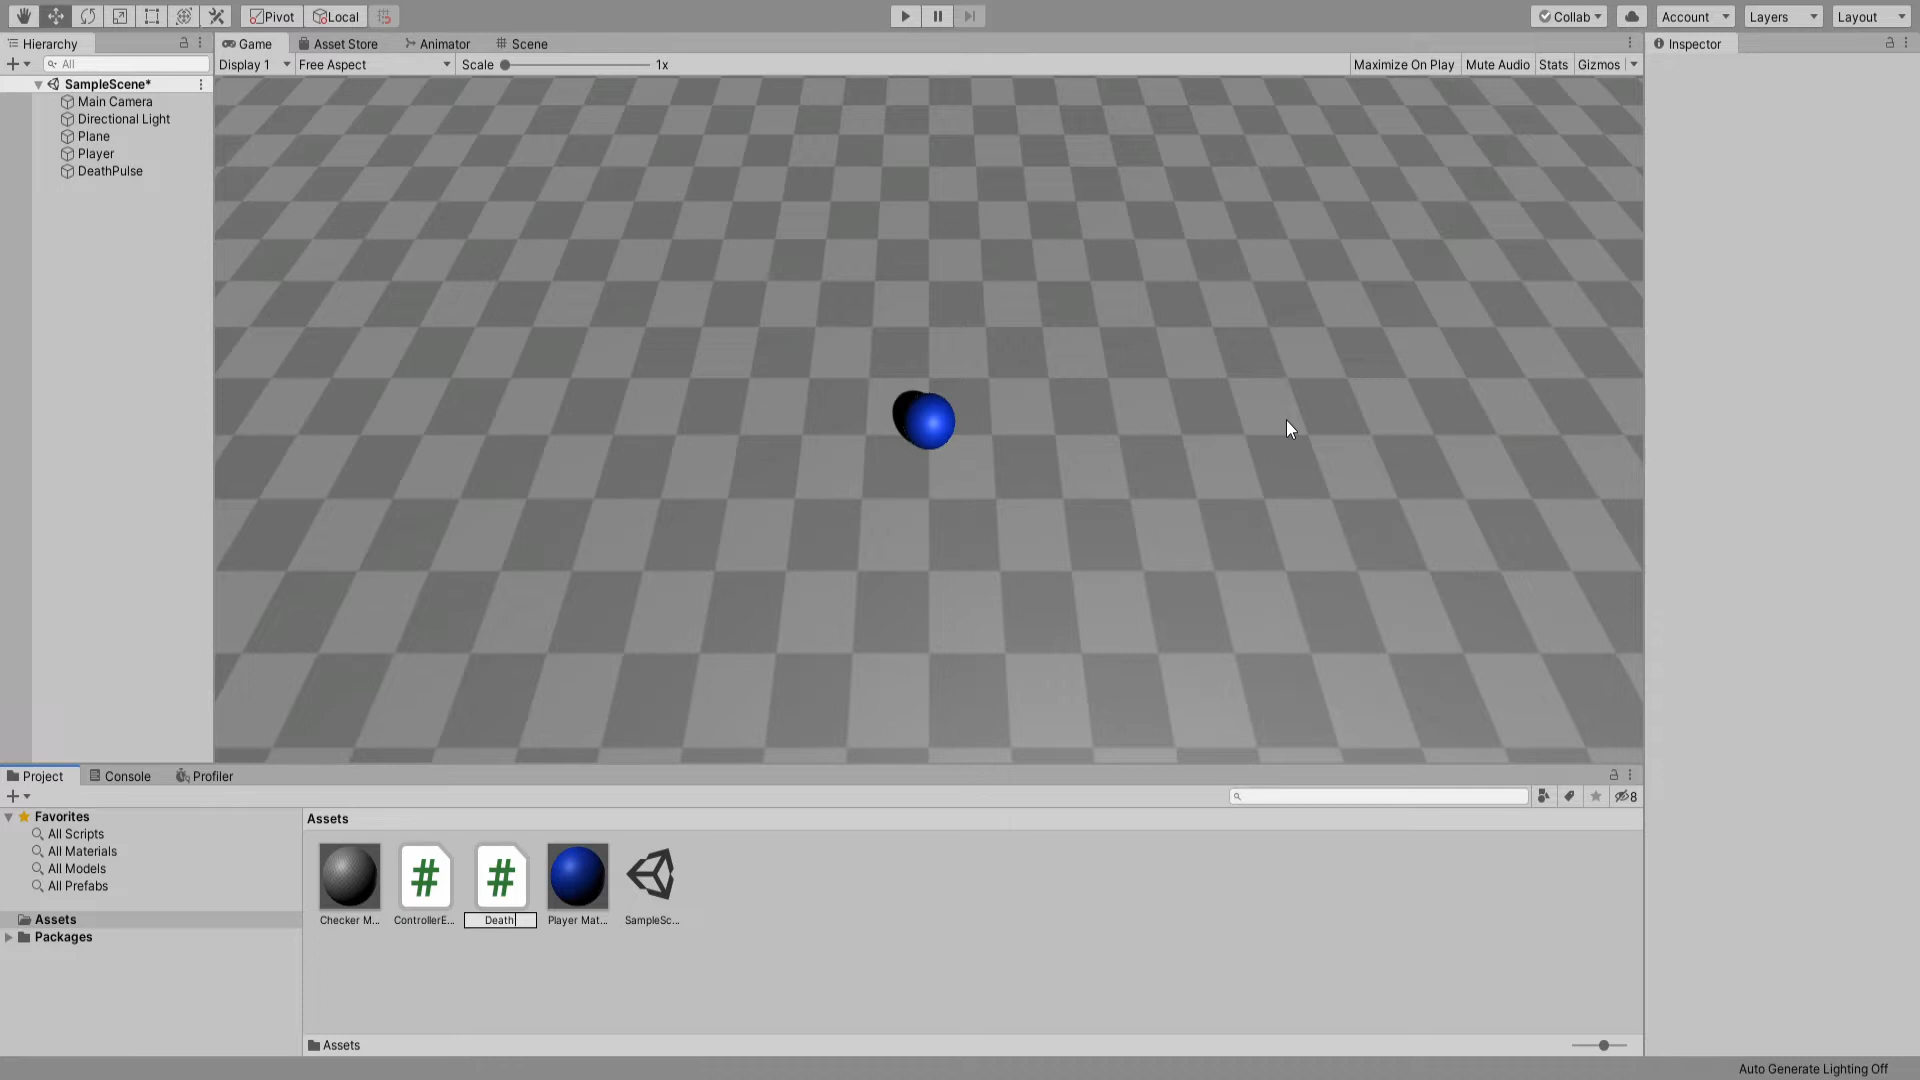 Pivot Local Collab Account Layers Layout
Hierarchy Game Asset Store Animator Scene Inspector
All Display 1 Free Aspect Scale 1x Maximize On Play Mute Audio Stats Gizmos
SampleScene*
Main Camera
Directional Light
Plane
Player
DeathPulse
Project Console Profiler
8
Favorites
All Scripts
All Materials
All Models
All Prefabs
Assets
Packages
Assets
# #
Checker M... ControllerE... Death Player Mat... SampleSc...
Assets
Auto Generate Lighting Off